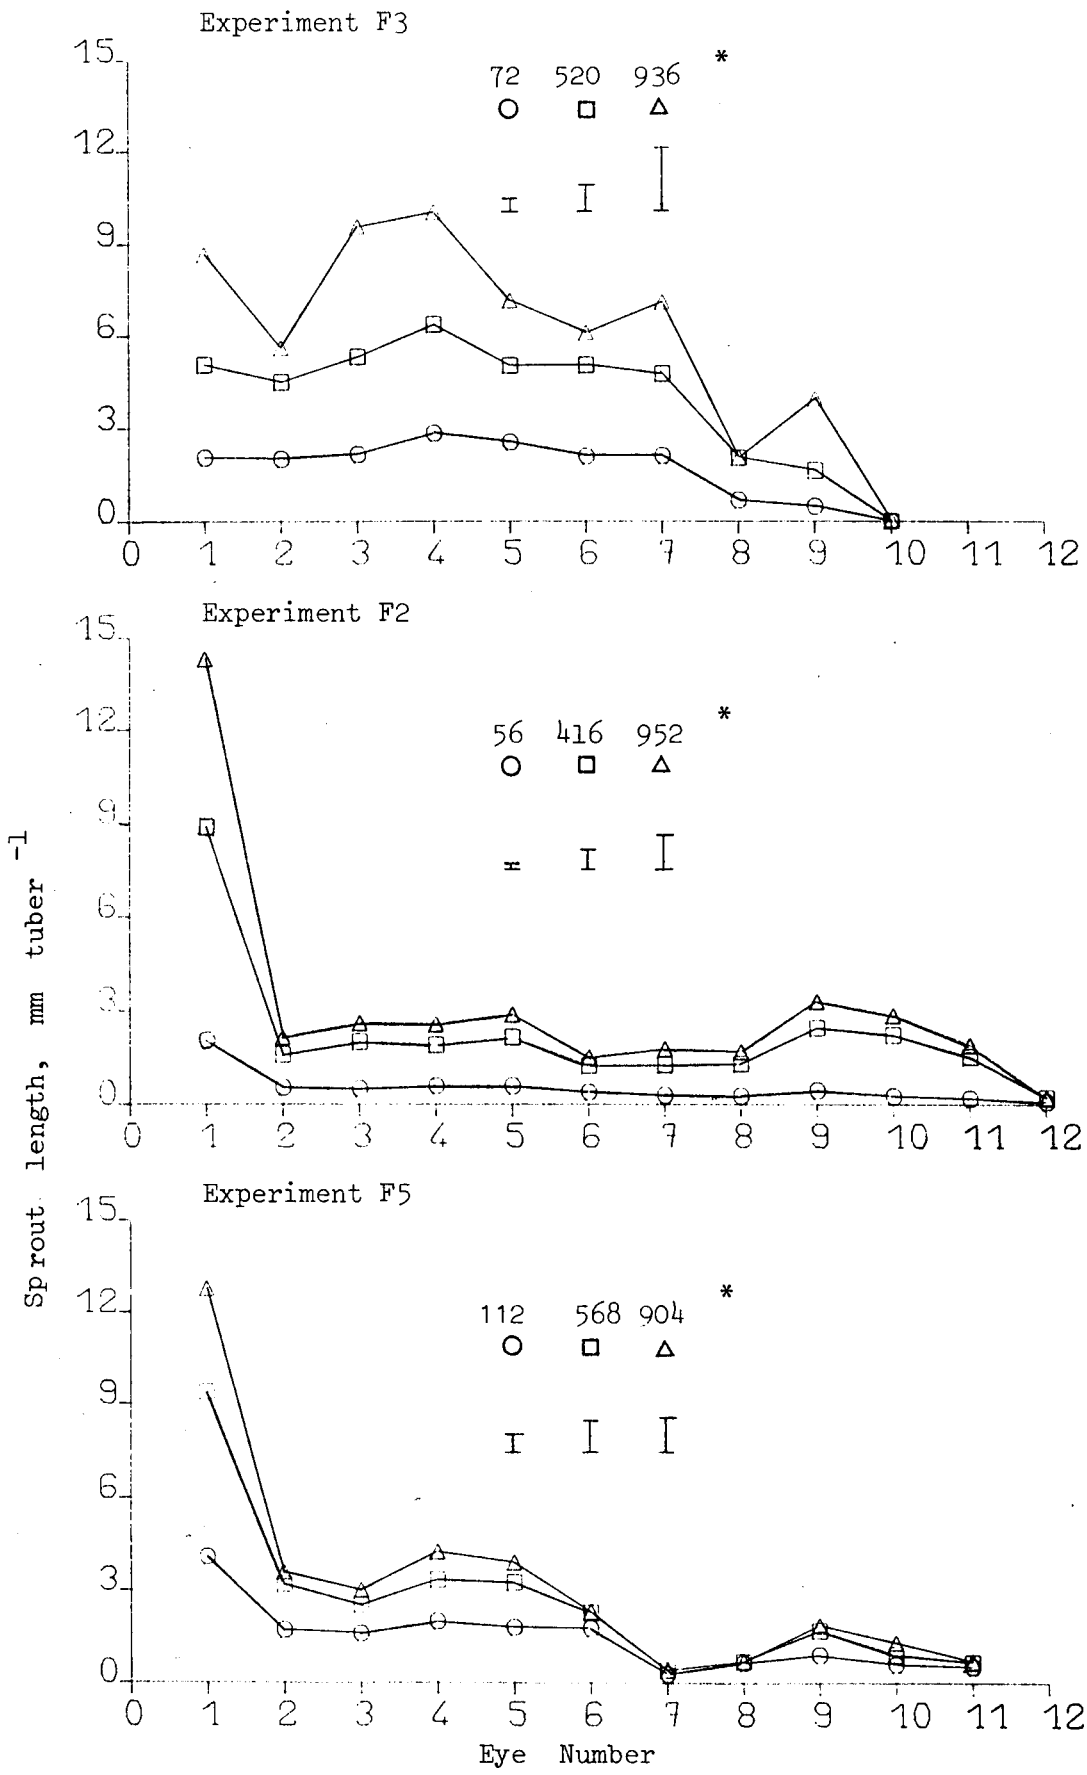 Experiment F3
15
*
72 520 936
12
9
6
3
0
0 1 2 3 4 5 6 7 8 9 10 11 12
Experiment F2
15
*
56 416 952
12
9
6
3
0
0 1 2 3 4 5 6 7 8 9 10 11 12
Sprout length, mm tuber -1
Experiment F5
15
*
112 568 904
12
9
6
3
0
0 1 2 3 4 5 6 7 8 9 10 11 12
Eye Number